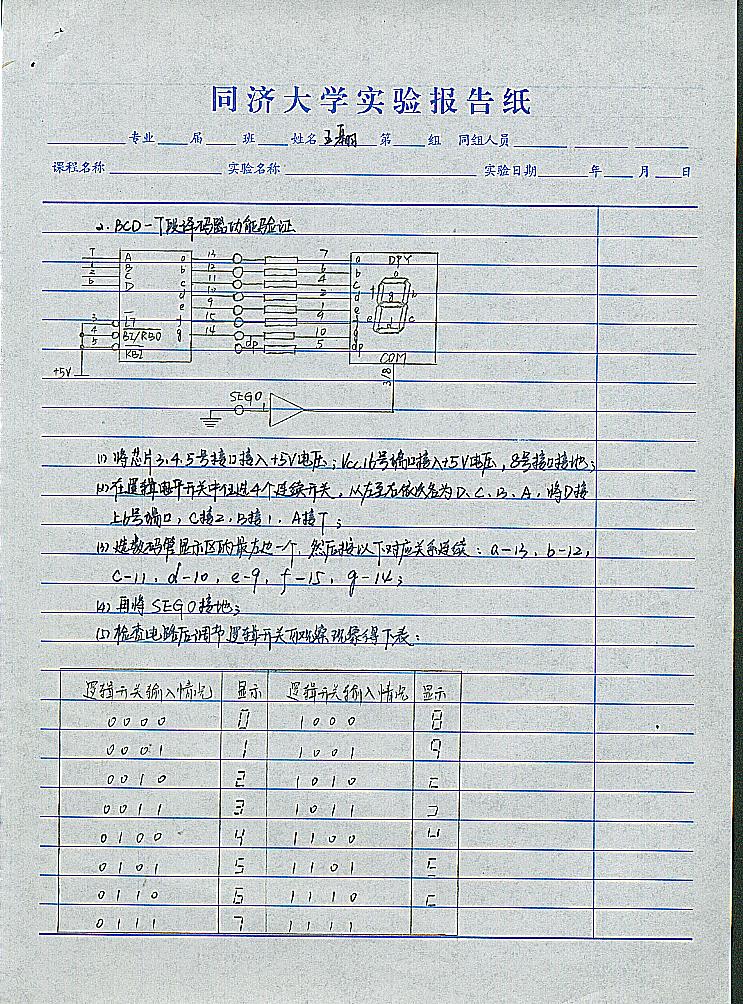 同济大学实验报告纸
专业 届 班 姓名 王磊丽 第 组 同组人员
课程名称 实验名称 实验日期 年 月 日
2. BCD-7段译码器功能验证
7 A a 13 7 a DPY
1 B b 12 6 b a
2 C c 11 4 c f b
6 D d 10 2 d g
e 9 1 e e c
3 LT f 15 9 f d
4 BI/RBO g 14 10 g
5 RBI dp 5 dp
+5V COM
3/8
SEG0 1
(1) 将芯片3.4.5号接口接入+5V电压；Vcc16号端口接入+5V电压，8号接口接地；
(2) 在逻辑电平开关中任选4个连续开关，从左至右依次名为D、C、B、A，将D接
上6号端口，C接2，B接1，A接7；
(3) 选数码管显示区的最左边一个，然后按以下对应关系连续：a-13，b-12，
c-11，d-10，e-9，f-15，g-14；
(4) 再将SEG0接地；
(5) 检查电路后调节逻辑开关而观察现象得下表：
逻辑开关输入情况 显示 逻辑开关输入情况 显示
0000 0 1000 8
0001 1 1001 9
0010 2 1010
0011 3 1011
0100 4 1100
0101 5 1101
0110 6 1110
0111 7 1111